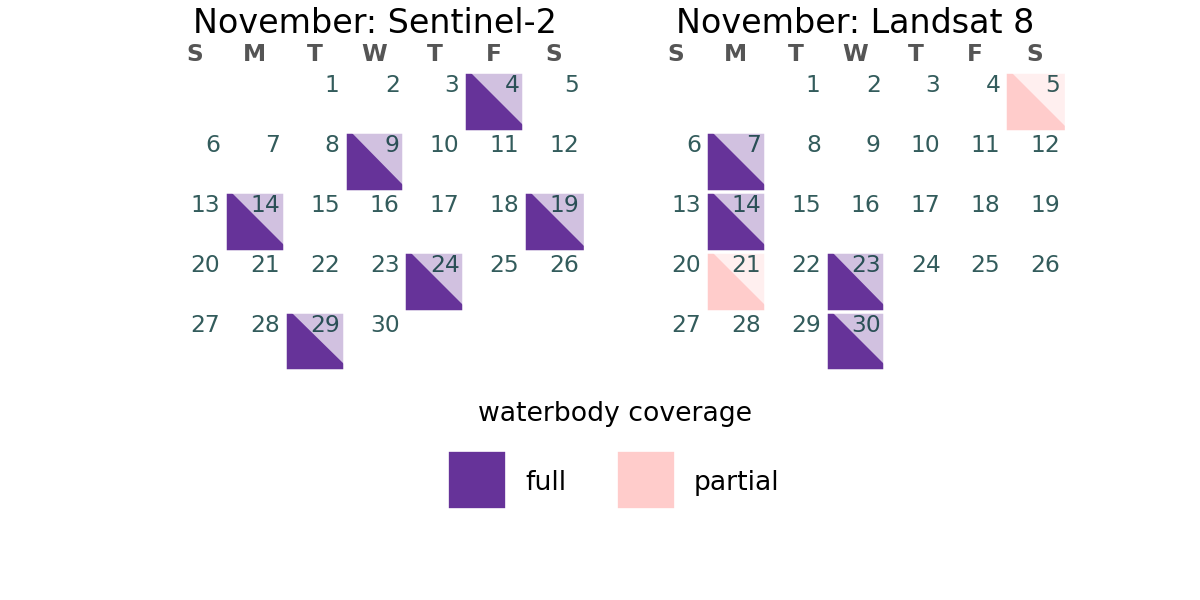 November: Sentinel-2
S M T W T F S
1 2 3 4 5
6 7 8 9 10 11 12
13 14 15 16 17 18 19
20 21 22 23 24 25 26
27 28 29 30
November: Landsat 8
S M T W T F S
1 2 3 4 5
6 7 8 9 10 11 12
13 14 15 16 17 18 19
20 21 22 23 24 25 26
27 28 29 30
waterbody coverage
full partial